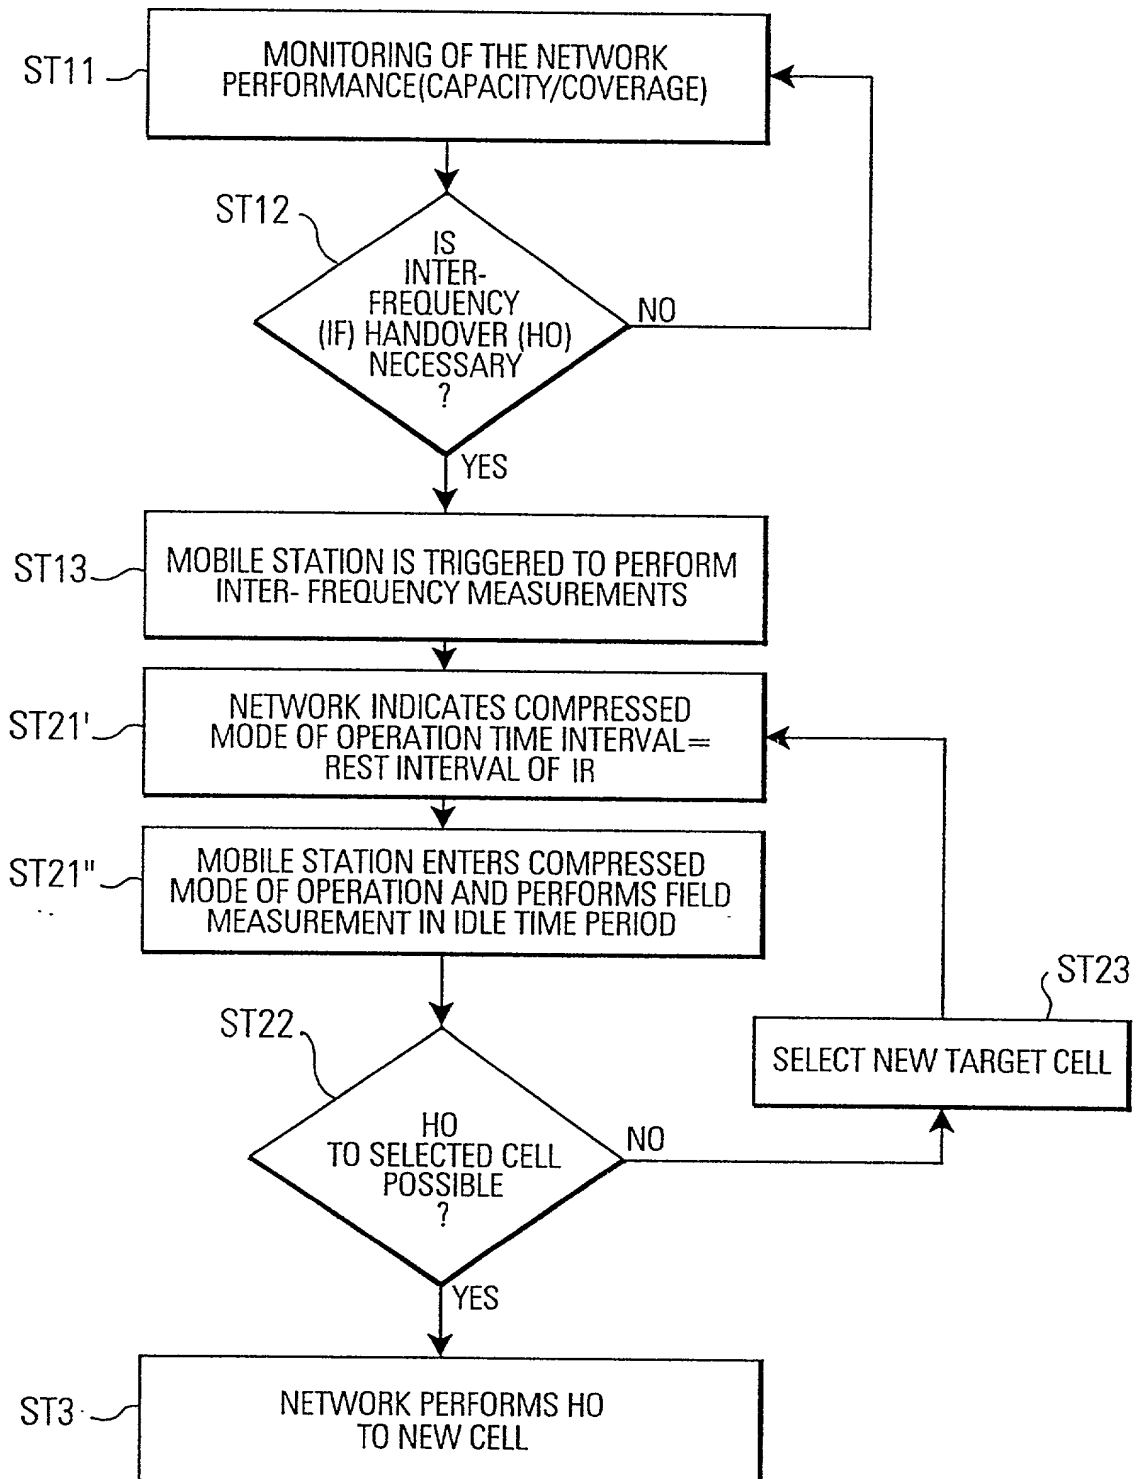 ST11
MONITORING OF THE NETWORK
PERFORMANCE(CAPACITY/COVERAGE)
ST12
IS
INTER-
FREQUENCY
(IF) HANDOVER (HO)
NECESSARY
?
NO
YES
ST13
MOBILE STATION IS TRIGGERED TO PERFORM
INTER- FREQUENCY MEASUREMENTS
ST21'
NETWORK INDICATES COMPRESSED
MODE OF OPERATION TIME INTERVAL=
REST INTERVAL OF IR
ST21"
MOBILE STATION ENTERS COMPRESSED
MODE OF OPERATION AND PERFORMS FIELD
MEASUREMENT IN IDLE TIME PERIOD
ST23
SELECT NEW TARGET CELL
ST22
HO
TO SELECTED CELL
POSSIBLE
?
NO
YES
ST3
NETWORK PERFORMS HO
TO NEW CELL